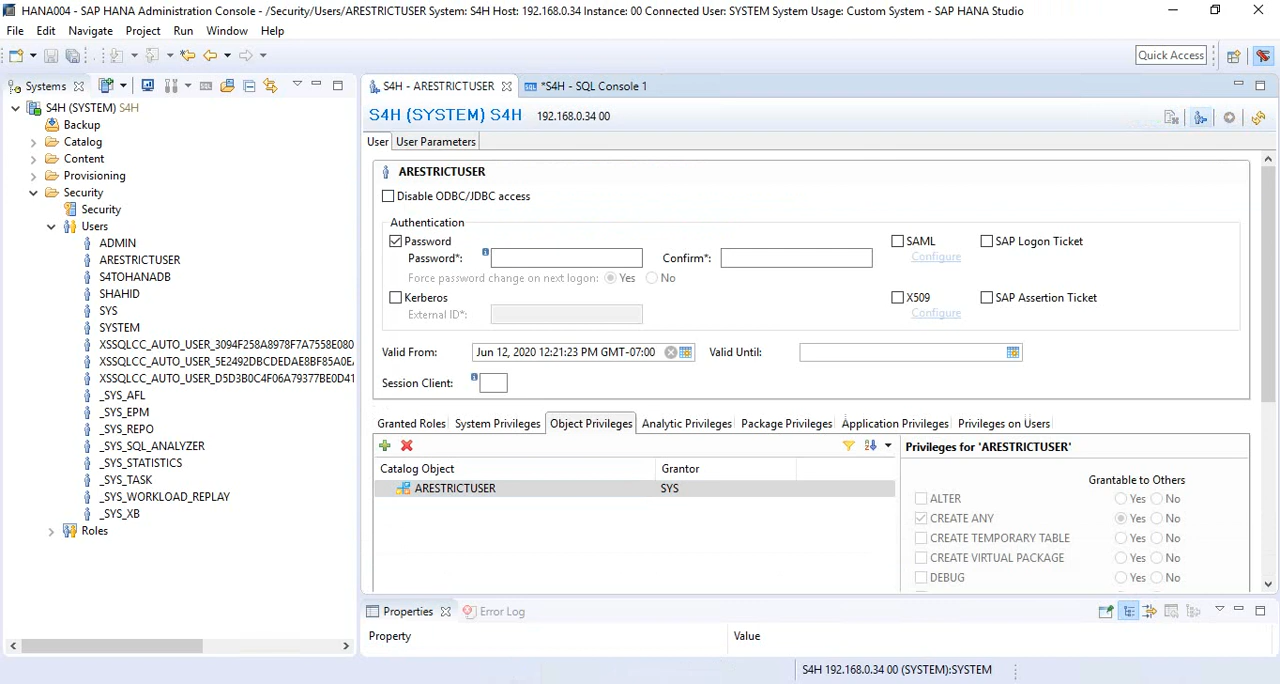 HANA004 - SAP HANA Administration Console - /Security/Users/ARESTRICTUSER System: S4H Host: 192.168.0.34 Instance: 00 Connected User: SYSTEM System Usage: Custom System - SAP HANA Studio
File Edit Navigate Project Run Window Help
Quick Access
Systems
S4H (SYSTEM) S4H
Backup
Catalog
Content
Provisioning
Security
Security
Users
ADMIN
ARESTRICTUSER
S4TOHANADB
SHAHID
SYS
SYSTEM
XSSQLCC_AUTO_USER_3094F258A8978F7A7558E080
XSSQLCC_AUTO_USER_5E2492DBCDEDAE8EF85A0EA
XSSQLCC_AUTO_USER_D5D3B0C4F06A79377BE0D41
_SYS_AFL
_SYS_EPM
_SYS_REPO
_SYS_SQL_ANALYZER
_SYS_STATISTICS
_SYS_TASK
_SYS_WORKLOAD_REPLAY
_SYS_XB
Roles
S4H - ARESTRICTUSER
SQL *S4H - SQL Console 1
S4H (SYSTEM) S4H 192.168.0.34 00
User User Parameters
ARESTRICTUSER
Disable ODBC/JDBC access
Authentication
Password SAML SAP Logon Ticket
Password*: Confirm*: Configure
Force password change on next logon: Yes No
Kerberos X509 SAP Assertion Ticket
External ID*: Configure
Valid From: Jun 12, 2020 12:21:23 PM GMT-07:00 Valid Until:
Session Client:
Granted Roles System Privileges Object Privileges Analytic Privileges Package Privileges Application Privileges Privileges on Users
Catalog Object Grantor
ARESTRICTUSER SYS
Privileges for 'ARESTRICTUSER'
Grantable to Others
ALTER Yes No
CREATE ANY Yes No
CREATE TEMPORARY TABLE Yes No
CREATE VIRTUAL PACKAGE Yes No
DEBUG Yes No
Properties Error Log
Property Value
S4H 192.168.0.34 00 (SYSTEM):SYSTEM